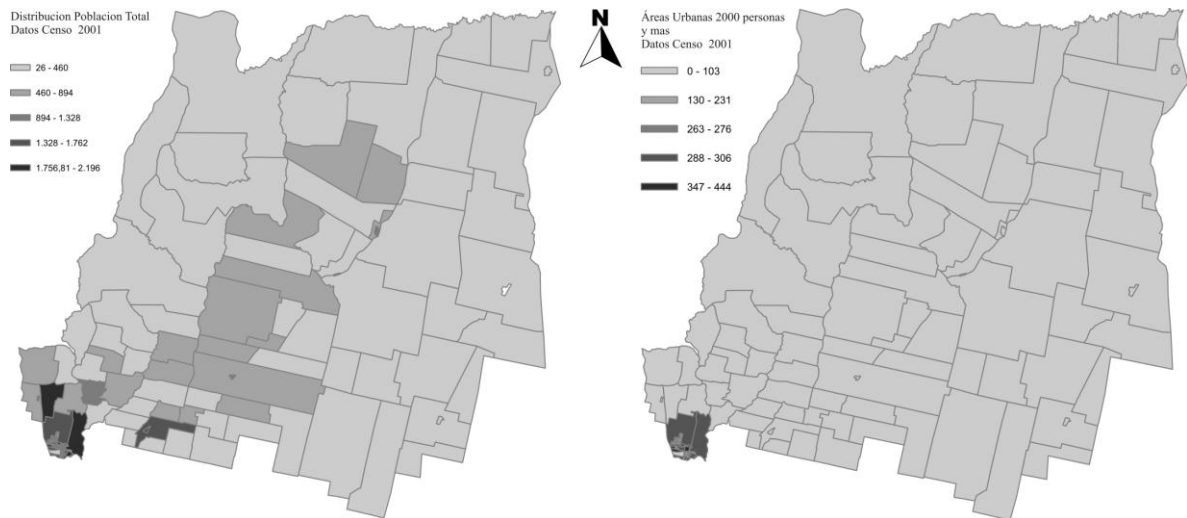 Distribucion Poblacion Total
Datos Censo 2001
26 - 460
460 - 894
894 - 1.328
1.328 - 1.762
1.756,81 - 2.196
N
Áreas Urbanas 2000 personas
y mas
Datos Censo 2001
0 - 103
130 - 231
263 - 276
288 - 306
347 - 444